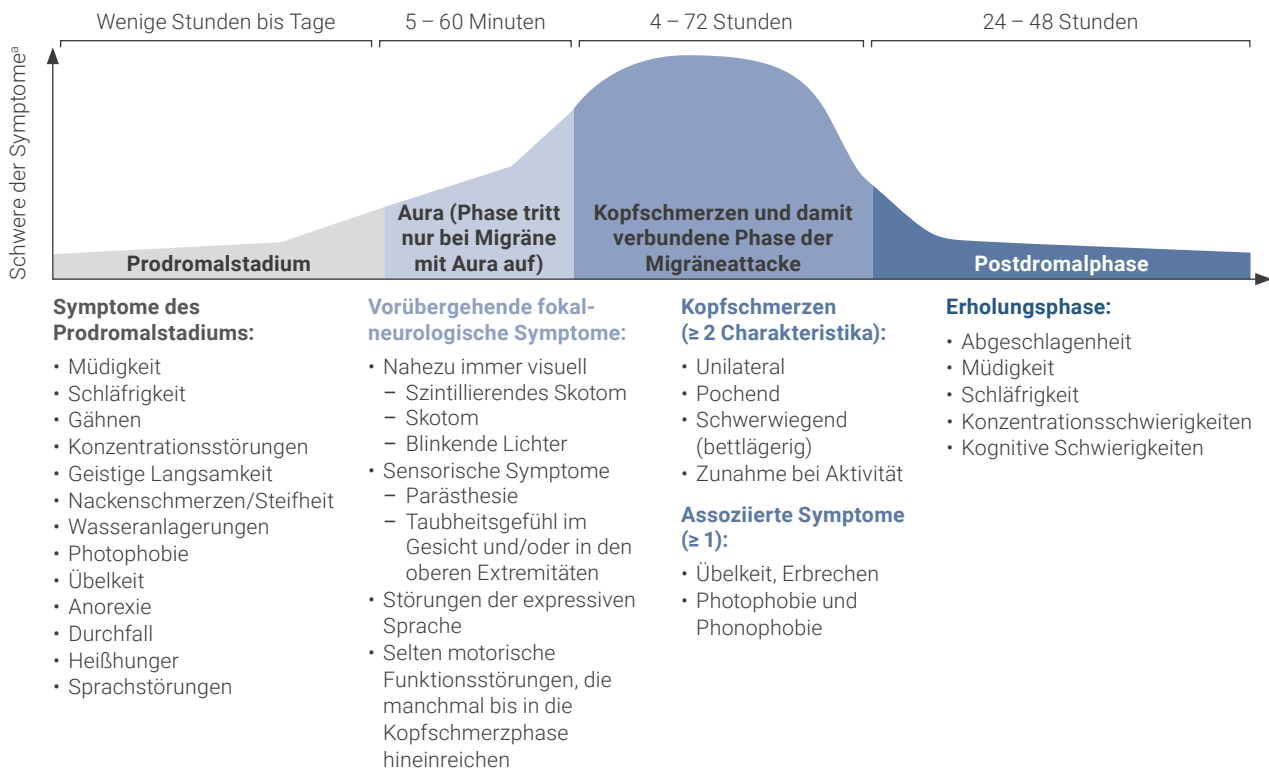 Wenige Stunden bis Tage
5 – 60 Minuten
4 – 72 Stunden
24 – 48 Stunden
Schwere der Symptomeᵃ
Prodromalstadium
Aura (Phase tritt
nur bei Migräne
mit Aura auf)
Kopfschmerzen und damit
verbundene Phase der
Migräneattacke
Postdromalphase
Symptome des
Prodromalstadiums:
• Müdigkeit
• Schläfrigkeit
• Gähnen
• Konzentrationsstörungen
• Geistige Langsamkeit
• Nackenschmerzen/Steifheit
• Wasseranlagerungen
• Photophobie
• Übelkeit
• Anorexie
• Durchfall
• Heißhunger
• Sprachstörungen
Vorübergehende fokal-
neurologische Symptome:
• Nahezu immer visuell
– Szintillierendes Skotom
– Skotom
– Blinkende Lichter
• Sensorische Symptome
– Parästhesie
– Taubheitsgefühl im
Gesicht und/oder in den
oberen Extremitäten
• Störungen der expressiven
Sprache
• Selten motorische
Funktionsstörungen, die
manchmal bis in die
Kopfschmerzphase
hineinreichen
Kopfschmerzen
(≥ 2 Charakteristika):
• Unilateral
• Pochend
• Schwerwiegend
(bettlägerig)
• Zunahme bei Aktivität
Assoziierte Symptome
(≥ 1):
• Übelkeit, Erbrechen
• Photophobie und
Phonophobie
Erholungsphase:
• Abgeschlagenheit
• Müdigkeit
• Schläfrigkeit
• Konzentrationsschwierigkeiten
• Kognitive Schwierigkeiten